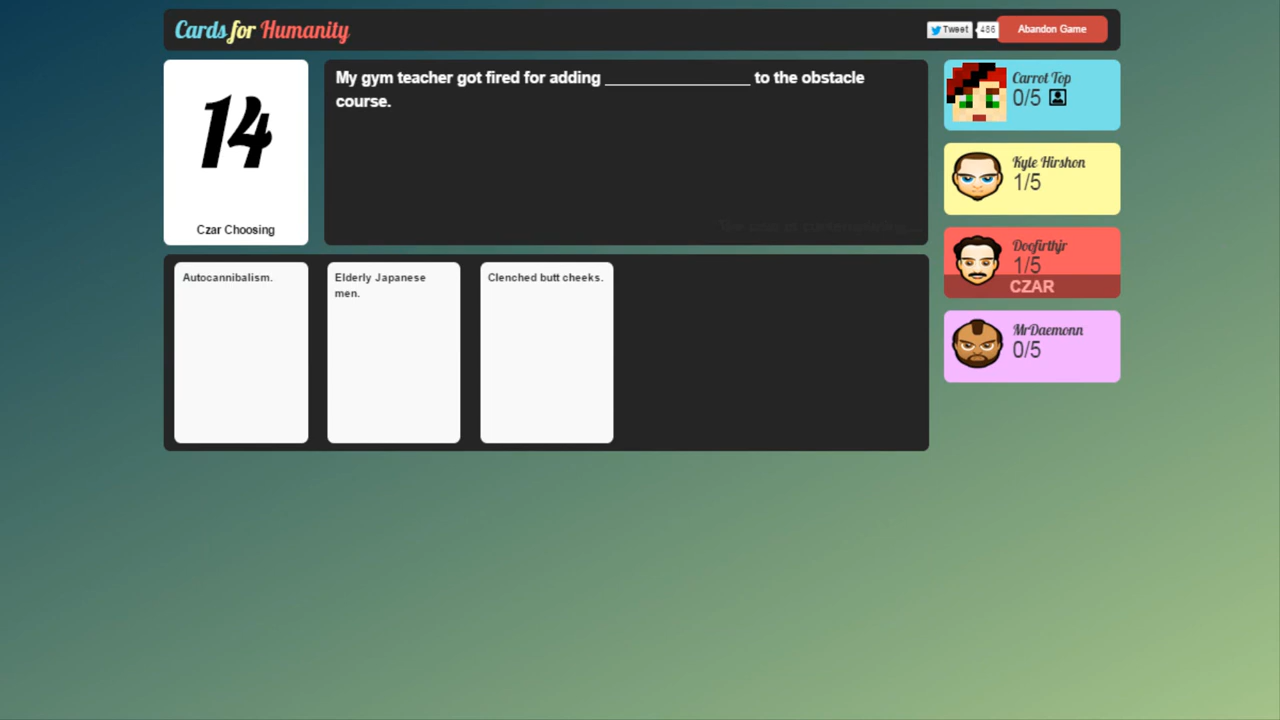 Cards for Humanity
Tweet
486
Abandon Game
14
Czar Choosing
My gym teacher got fired for adding _______________ to the obstacle
course.
Autocannibalism.
Elderly Japanese
men.
Clenched butt cheeks.
Carrot Top
0/5
Kyle Hirshon
1/5
Doofirthjr
1/5
CZAR
MrDaemonn
0/5